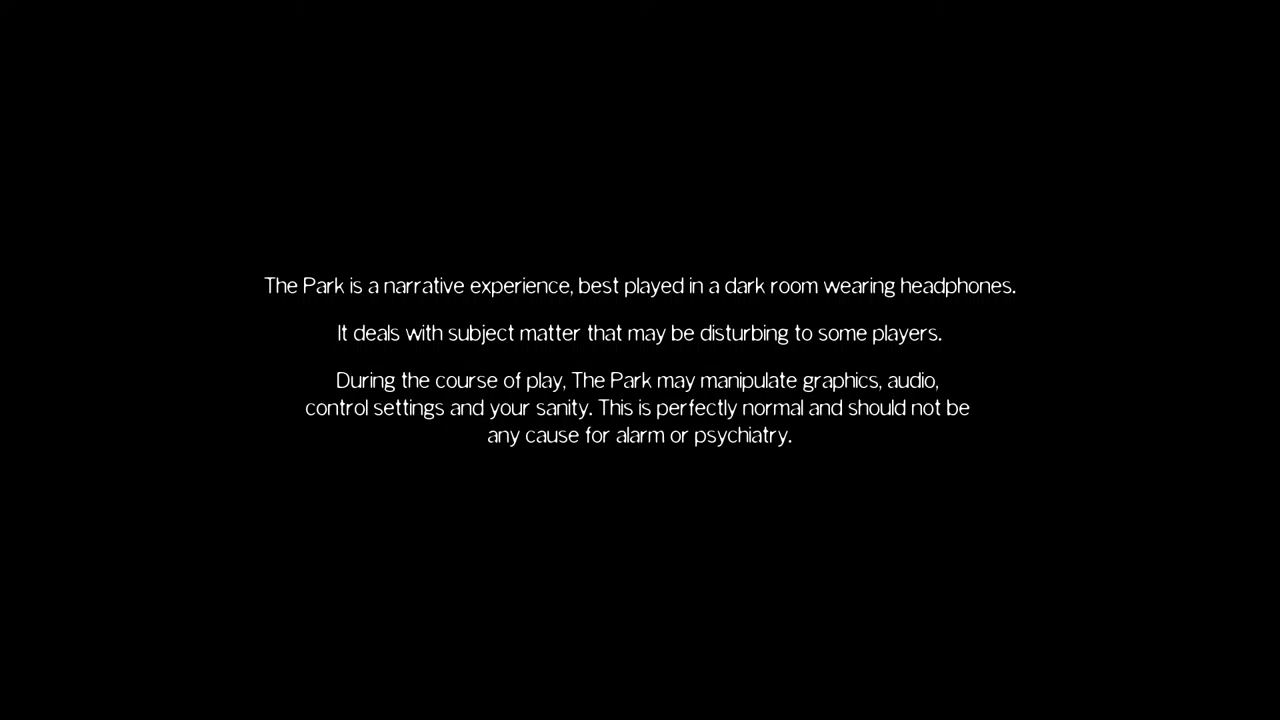 The Park is a narrative experience, best played in a dark room wearing headphones.
It deals with subject matter that may be disturbing to some players.
During the course of play, The Park may manipulate graphics, audio,
control settings and your sanity. This is perfectly normal and should not be
any cause for alarm or psychiatry.